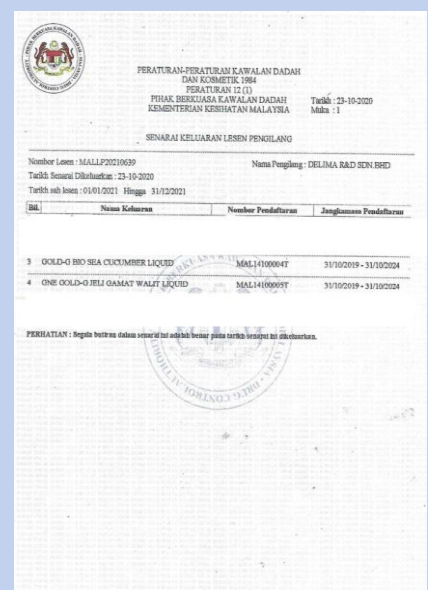 PERATURAN-PERATURAN KAWALAN DADAH
DAN KOSMETIK 1984
PERATURAN 12 (1)
PIHAK BERKUASA KAWALAN DADAH
KEMENTERIAN KESIHATAN MALAYSIA
Tarikh : 23-10-2020
Muka : 1
SENARAI KELUARAN LESEN PENGILANG
Nombor Lesen : MALLP20210639
Nama Pengilang : DELIMA R&D SDN.BHD
Tarikh Senarai Dikeluarkan : 23-10-2020
Tarikh sah lesen : 01/01/2021 Hingga 31/12/2021
Bil. Nama Keluaran Nombor Pendaftaran Jangkamasa Pendaftaran
3 GOLD-G BIO SEA CUCUMBER LIQUID MAL14100004T 31/10/2019 - 31/10/2024
4 GNE GOLD-G JELI GAMAT WALIT LIQUID MAL14100005T 31/10/2019 - 31/10/2024
PERHATIAN : Segala butiran dalam senarai ini adalah benar pada tarikh senarai ini dikeluarkan.